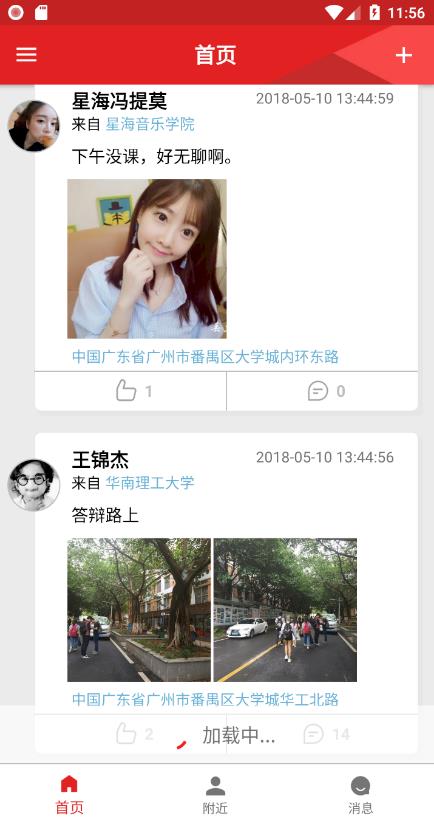 11:56
首页
星海冯提莫
2018-05-10 13:44:59
来自 星海音乐学院
下午没课，好无聊啊。
中国广东省广州市番禺区大学城内环东路
1
0
王锦杰
2018-05-10 13:44:56
来自 华南理工大学
答辩路上
中国广东省广州市番禺区大学城华工北路
2
加载中...
14
首页
附近
消息